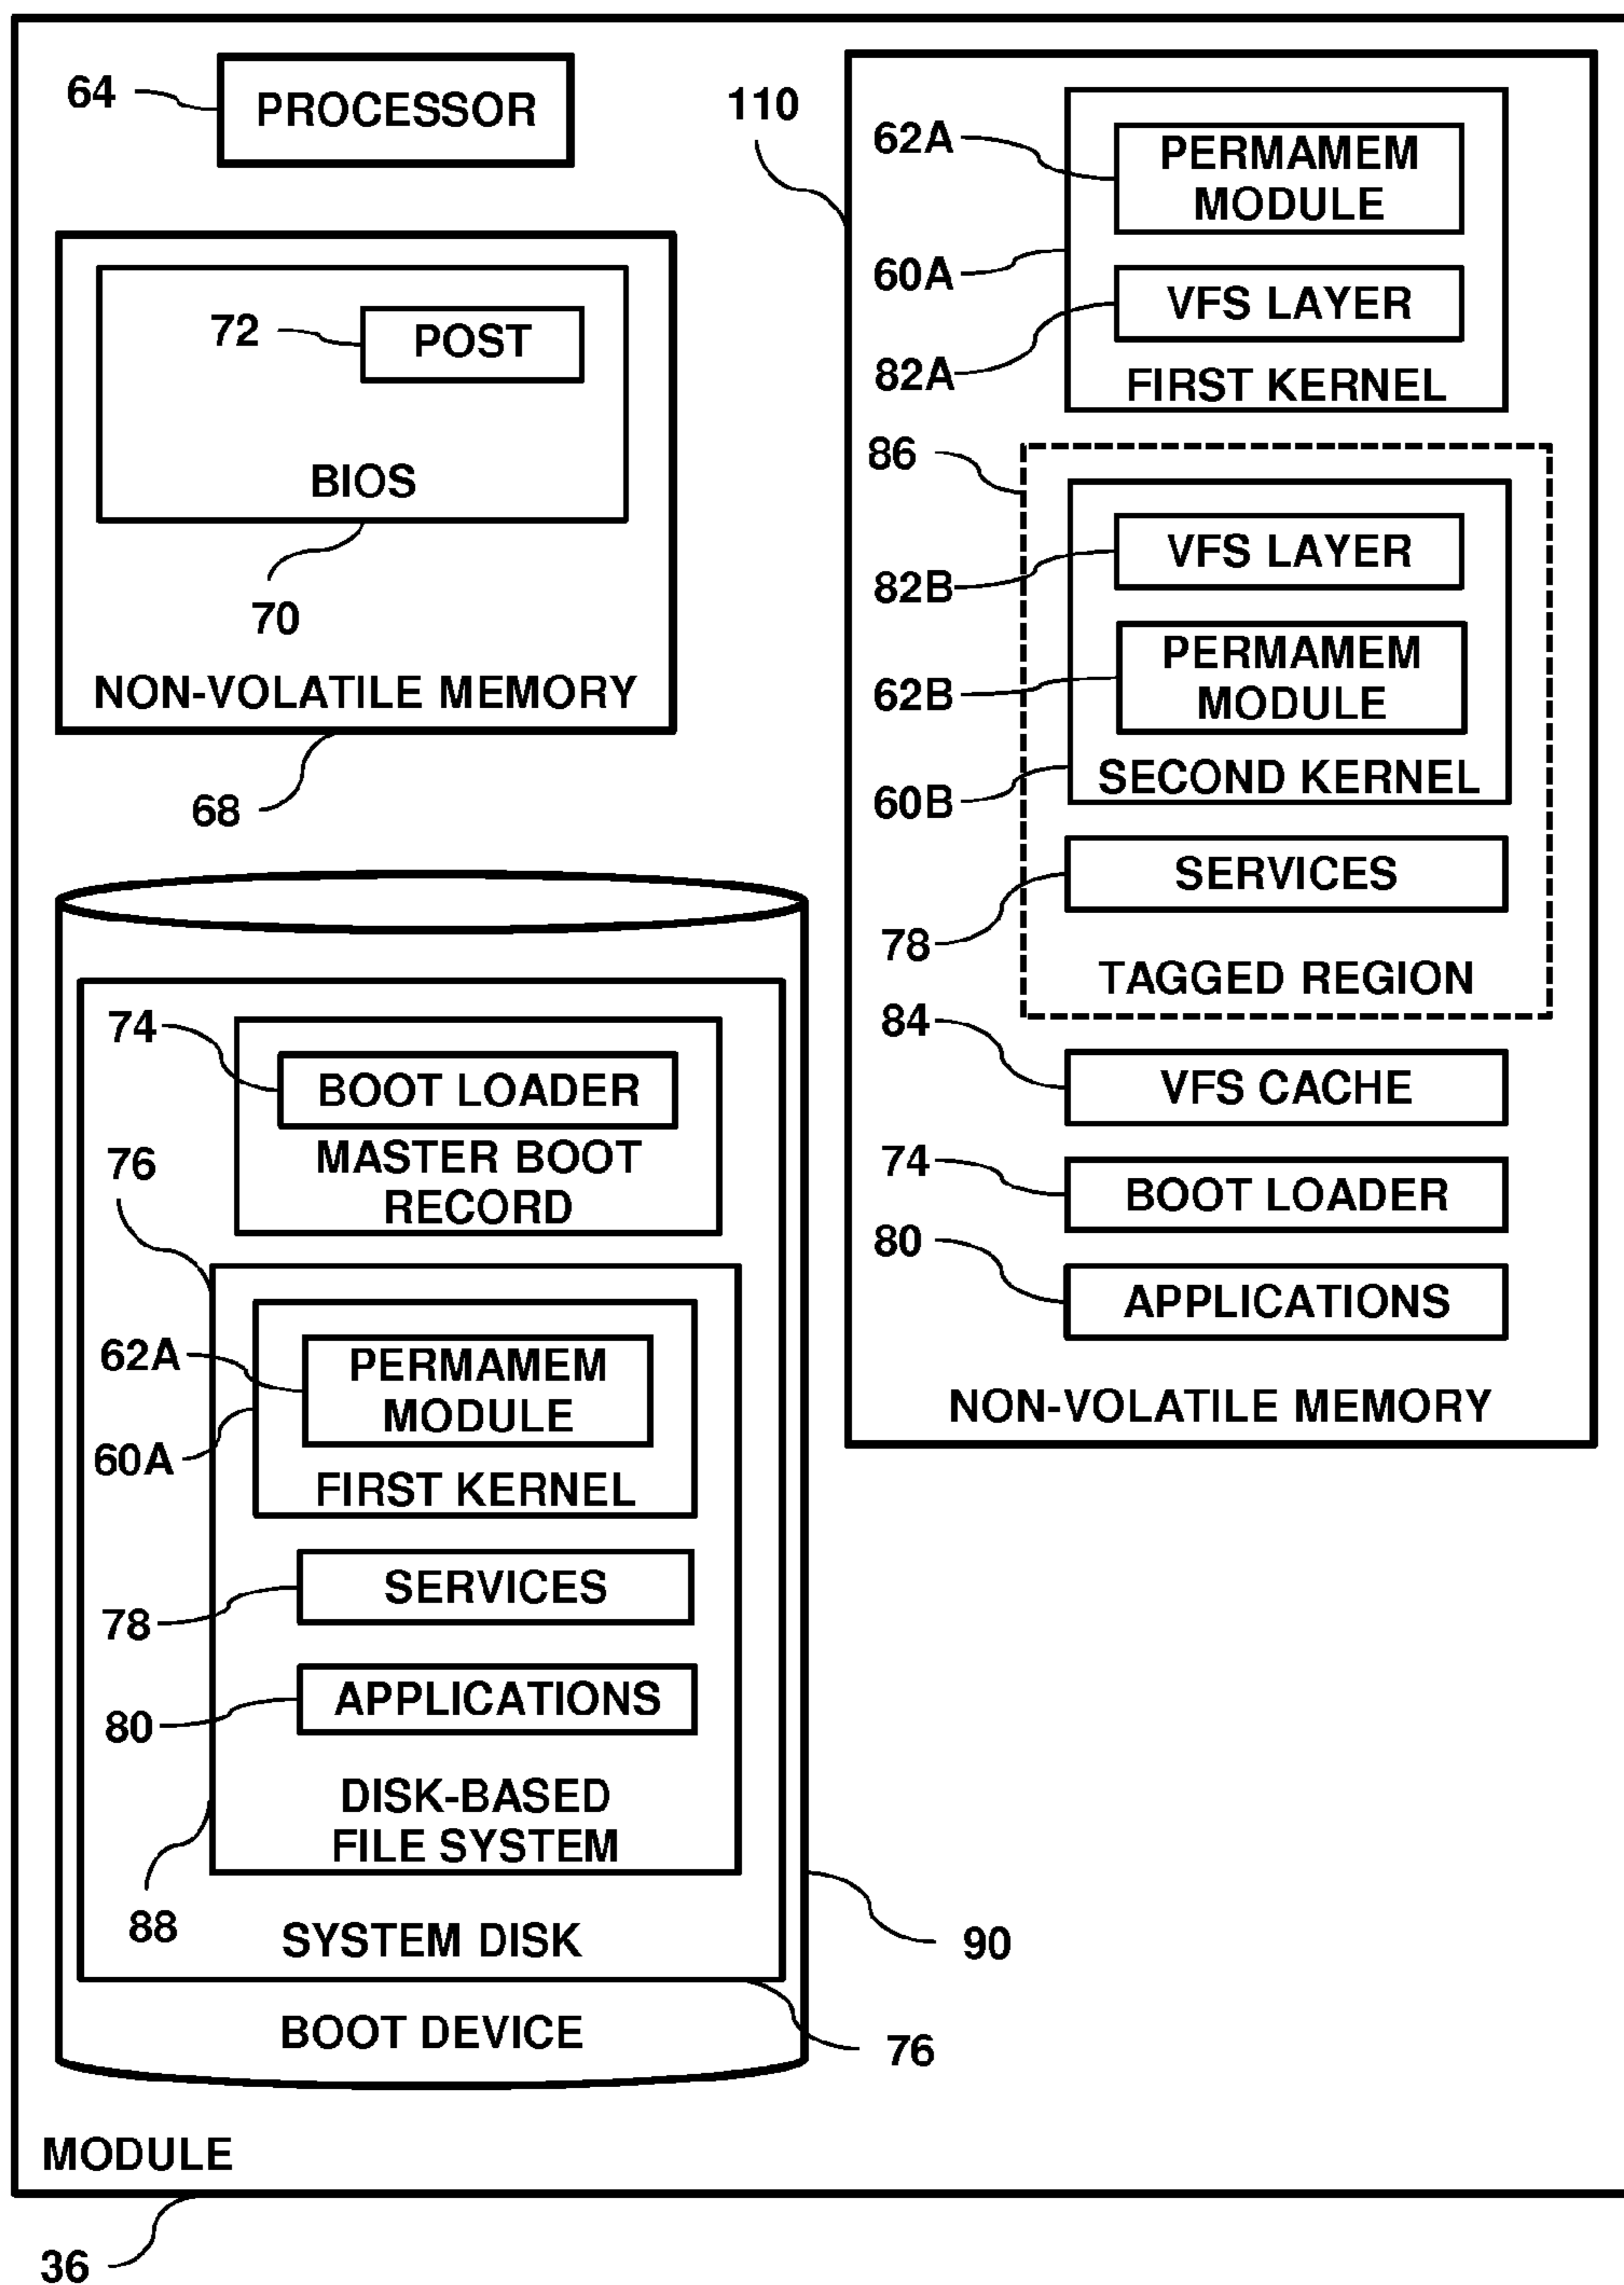 64
PROCESSOR
72
POST
BIOS
70
NON-VOLATILE MEMORY
68
74
BOOT LOADER
MASTER BOOT
RECORD
76
62A
PERMAMEM
MODULE
60A
FIRST KERNEL
78
SERVICES
80
APPLICATIONS
DISK-BASED
FILE SYSTEM
88
SYSTEM DISK
90
BOOT DEVICE
76
110
62A
PERMAMEM
MODULE
60A
VFS LAYER
82A
FIRST KERNEL
86
VFS LAYER
82B
PERMAMEM
MODULE
62B
SECOND KERNEL
60B
SERVICES
78
TAGGED REGION
84
VFS CACHE
74
BOOT LOADER
80
APPLICATIONS
NON-VOLATILE MEMORY
MODULE
36